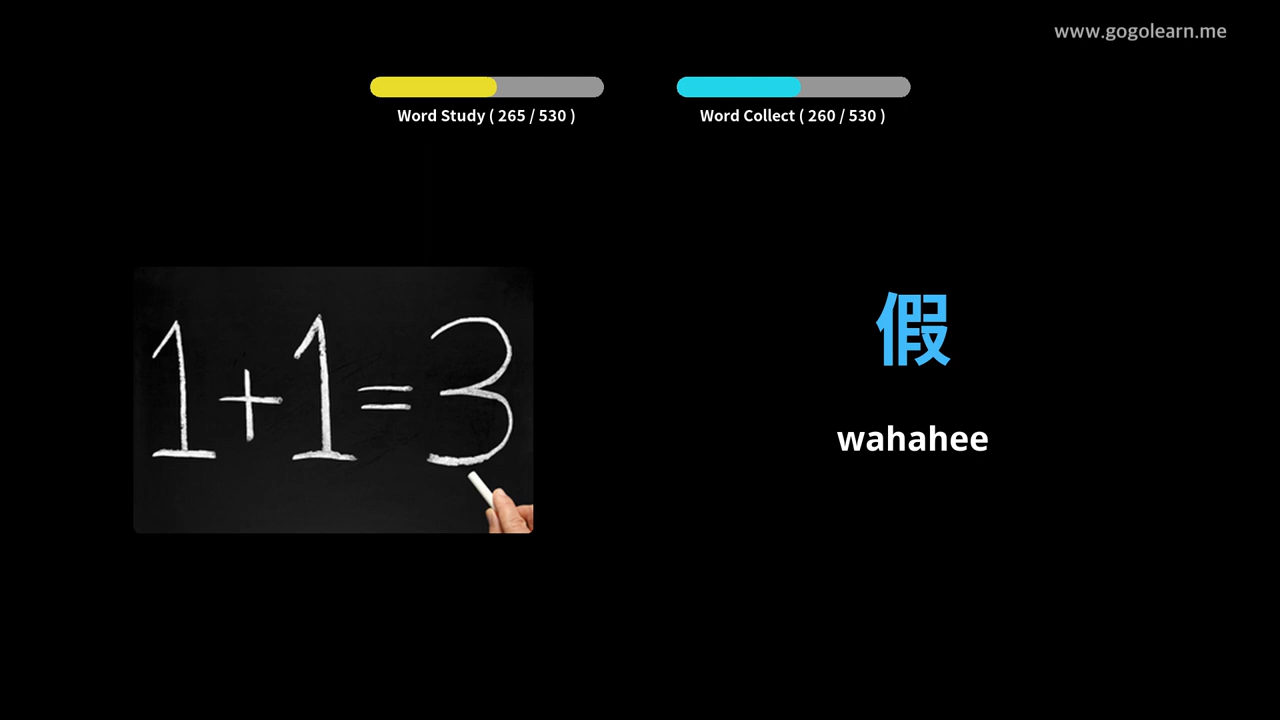 www.gogolearn.me
Word Study ( 265 / 530 )
Word Collect ( 260 / 530 )
1+1=3
假
wahahee